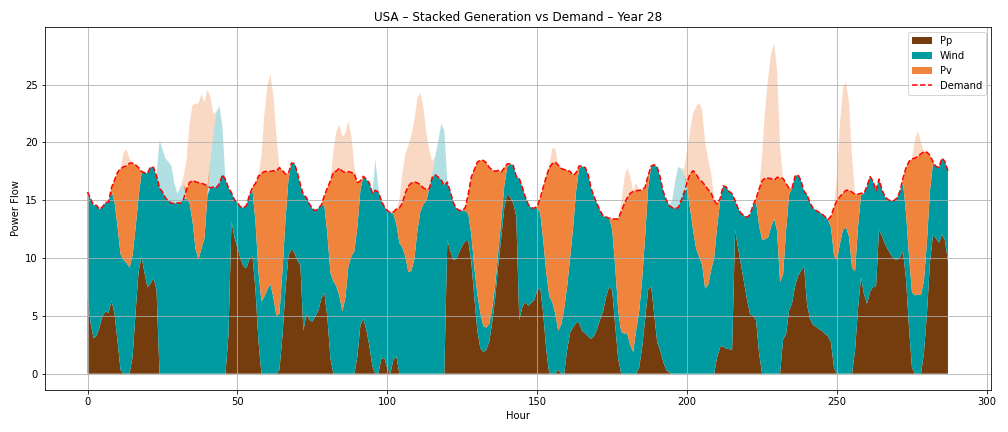 USA – Stacked Generation vs Demand – Year 28
Pp
Wind
Pv
Demand
Power Flow
25
20
15
10
5
0
0 50 100 150 200 250 300
Hour